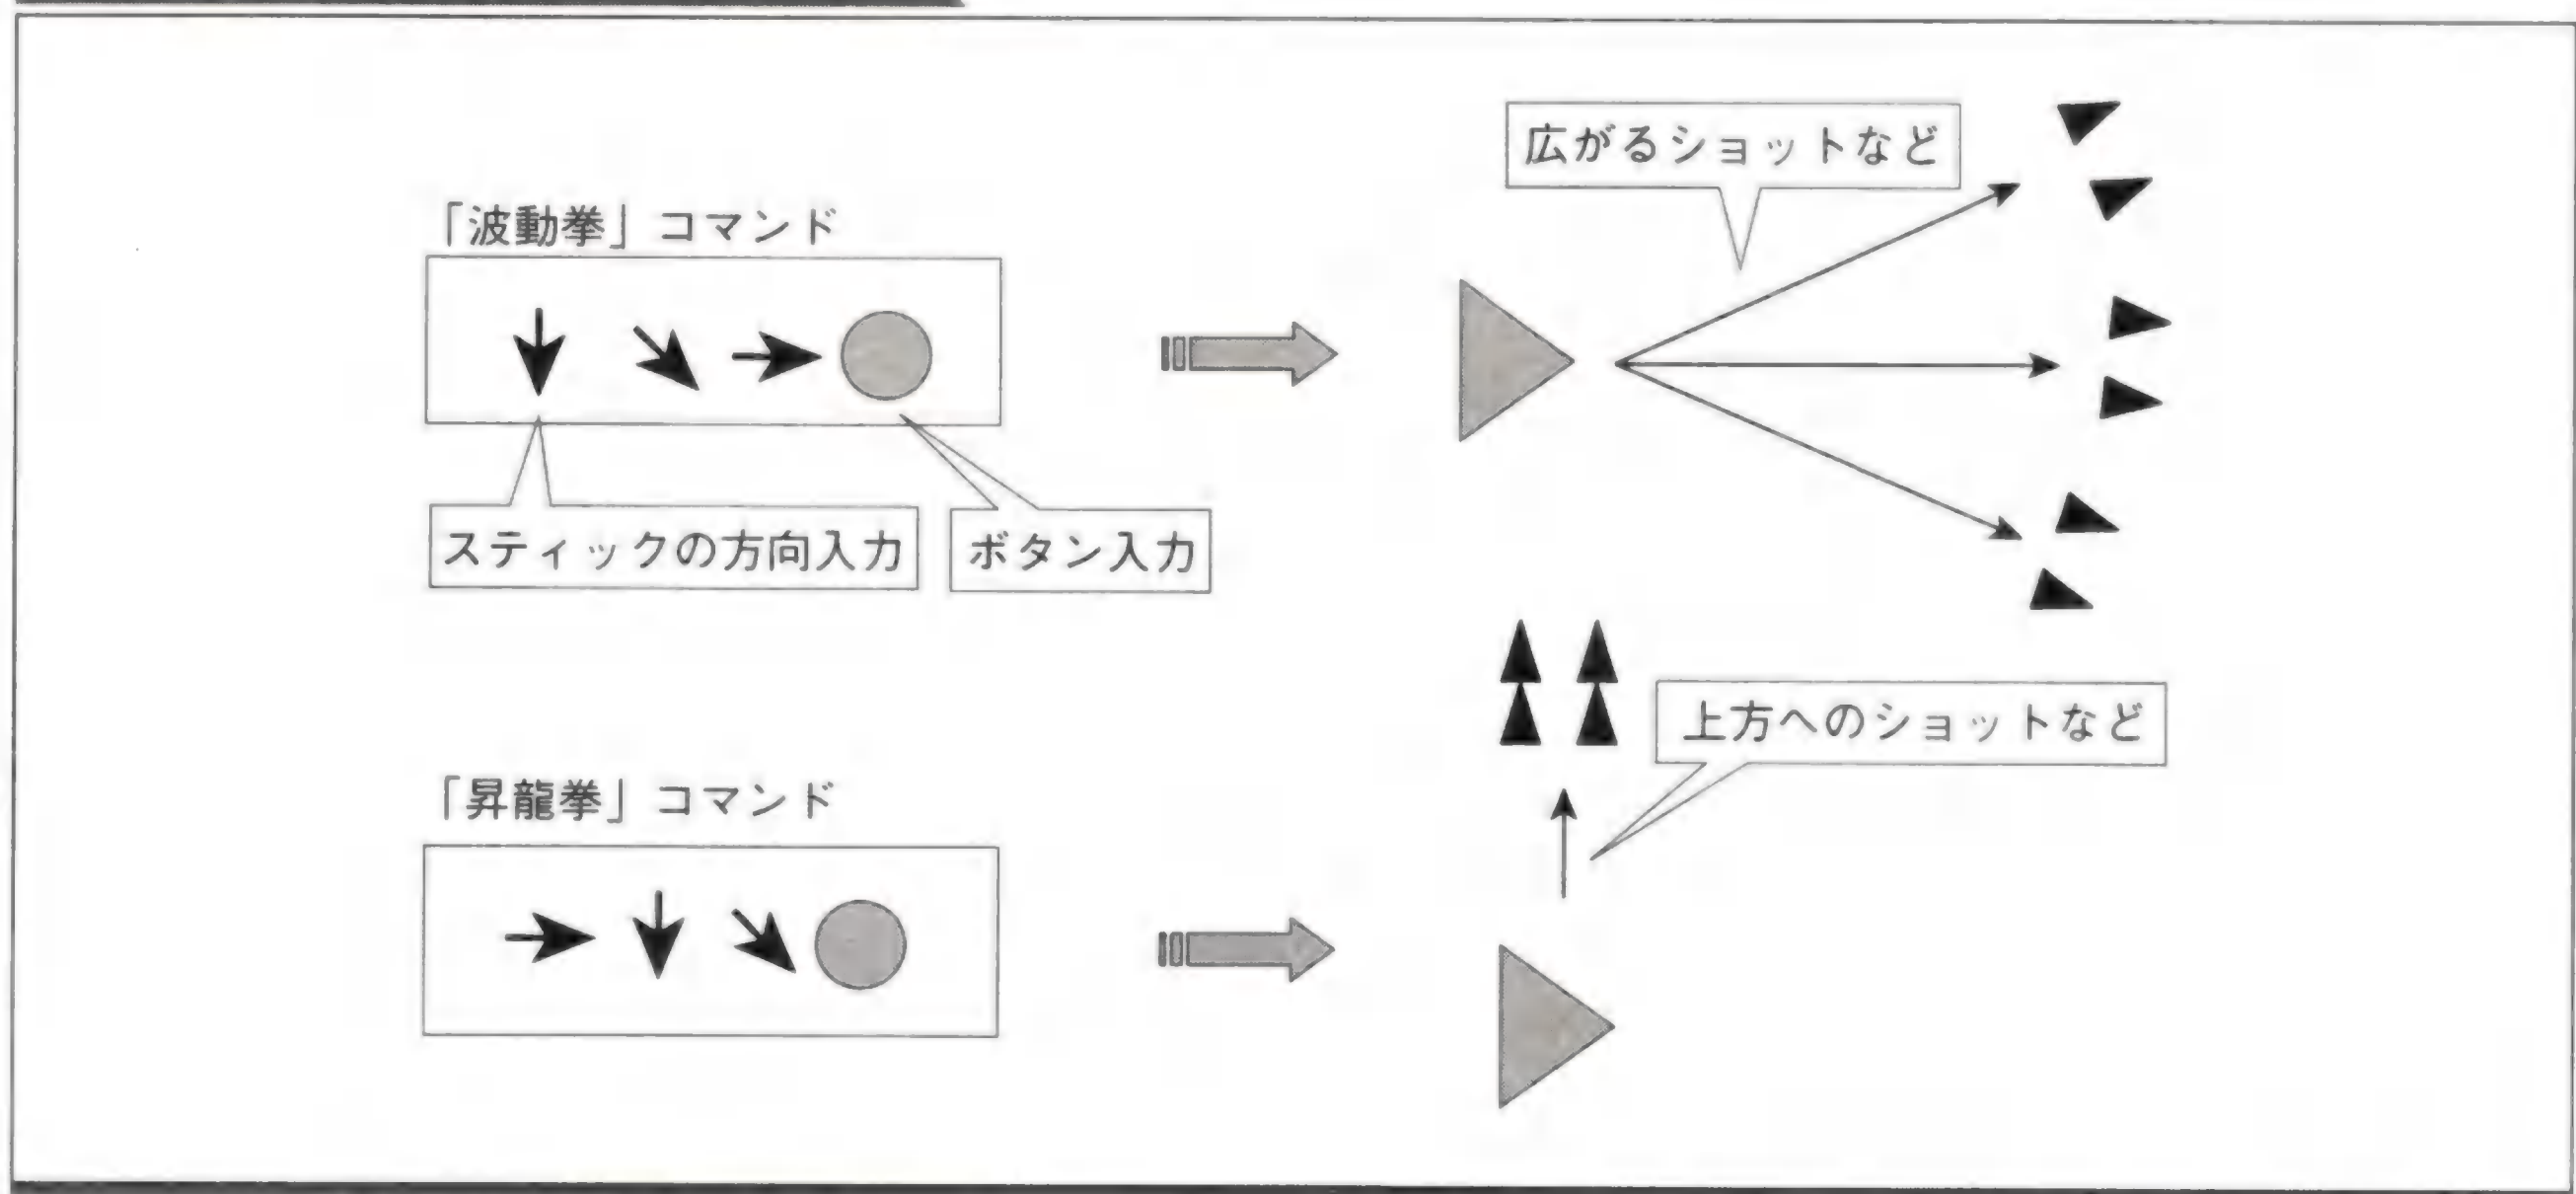 広がるショットなど
「波動拳」コマンド
スティックの方向入力
ボタン入力
上方へのショットなど
「昇龍拳」コマンド